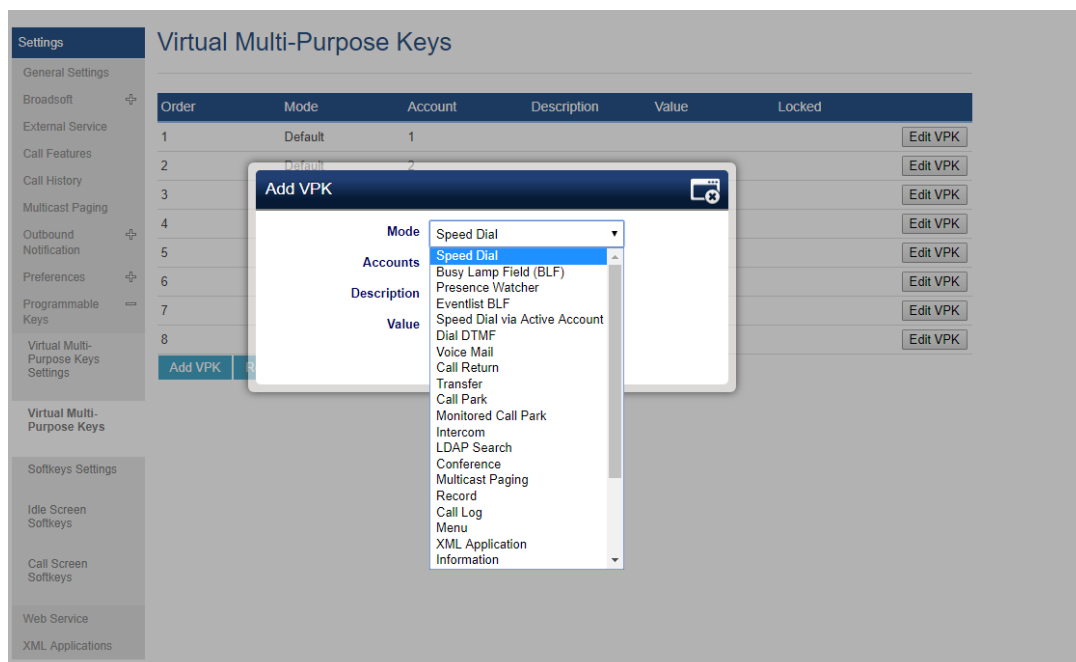 Settings
General Settings
Broadsoft
External Service
Call Features
Call History
Multicast Paging
Outbound
Notification
Preferences
Programmable
Keys
Virtual Multi-
Purpose Keys
Settings
Virtual Multi-
Purpose Keys
Softkeys Settings
Idle Screen
Softkeys
Call Screen
Softkeys
Web Service
XML Applications
Virtual Multi-Purpose Keys
Order Mode Account Description Value Locked
1 Default 1 Edit VPK
2 Default 2 Edit VPK
3 Edit VPK
4 Edit VPK
5 Edit VPK
6 Edit VPK
7 Edit VPK
8 Edit VPK
Add VPK
Add VPK
Mode Speed Dial
Accounts
Description
Value
Speed Dial
Busy Lamp Field (BLF)
Presence Watcher
Eventlist BLF
Speed Dial via Active Account
Dial DTMF
Voice Mail
Call Return
Transfer
Call Park
Monitored Call Park
Intercom
LDAP Search
Conference
Multicast Paging
Record
Call Log
Menu
XML Application
Information